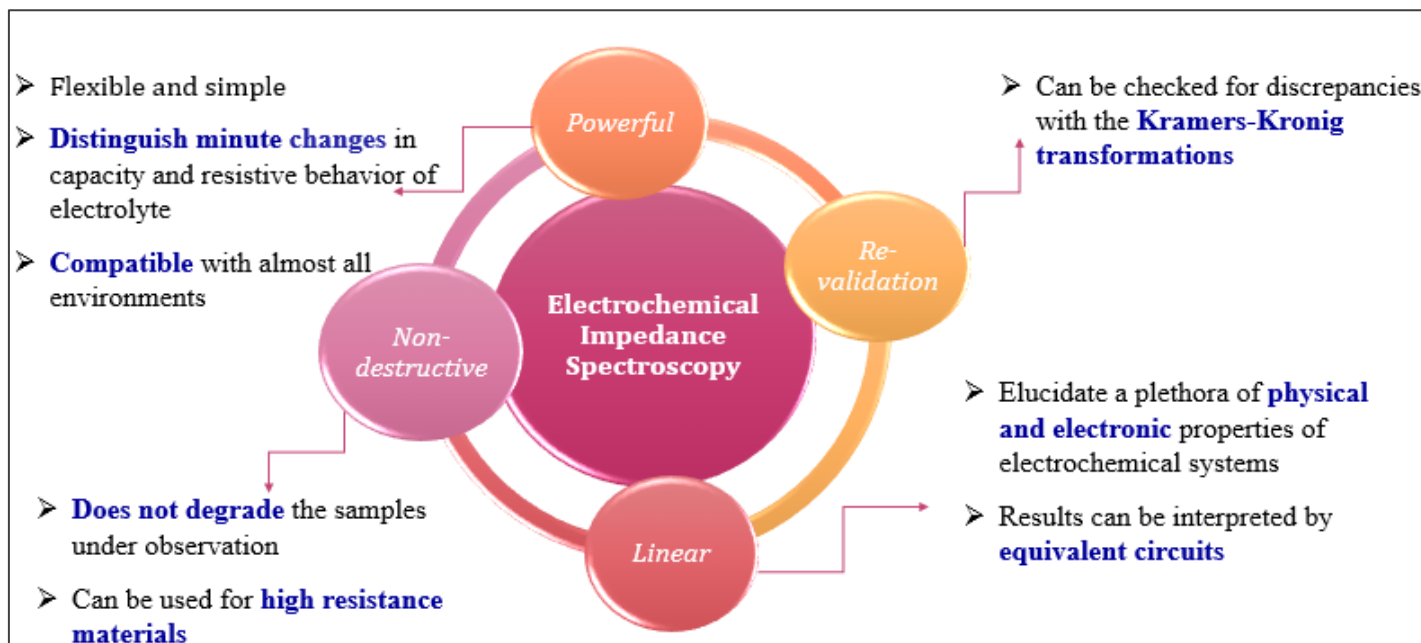 ➢ Flexible and simple
➢ Distinguish minute changes in
capacity and resistive behavior of
electrolyte
➢ Compatible with almost all
environments
Powerful
➢ Can be checked for discrepancies
with the Kramers-Kronig
transformations
Re-
validation
Electrochemical
Impedance
Spectroscopy
Non-
destructive
➢ Does not degrade the samples
under observation
➢ Can be used for high resistance
materials
Linear
➢ Elucidate a plethora of physical
and electronic properties of
electrochemical systems
➢ Results can be interpreted by
equivalent circuits